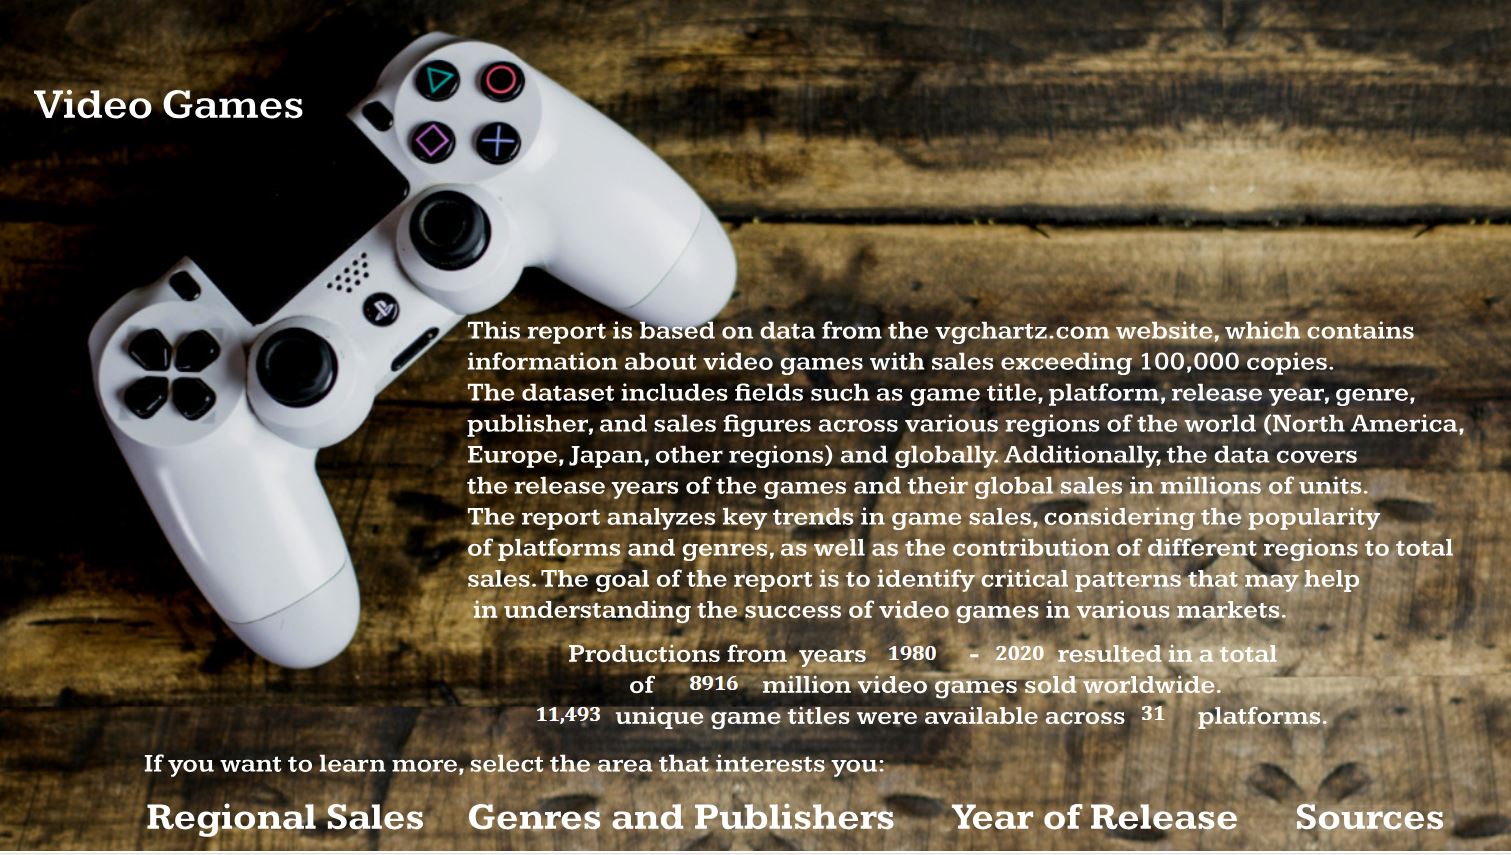 Video Games
This report is based on data from the vgchartz.com website, which contains
information about video games with sales exceeding 100,000 copies.
The dataset includes fields such as game title, platform, release year, genre,
publisher, and sales figures across various regions of the world (North America,
Europe, Japan, other regions) and globally. Additionally, the data covers
the release years of the games and their global sales in millions of units.
The report analyzes key trends in game sales, considering the popularity
of platforms and genres, as well as the contribution of different regions to total
sales. The goal of the report is to identify critical patterns that may help
in understanding the success of video games in various markets.
Productions from years 1980 - 2020 resulted in a total
of 8916 million video games sold worldwide.
11,493 unique game titles were available across 31 platforms.
If you want to learn more, select the area that interests you:
Regional Sales Genres and Publishers Year of Release Sources